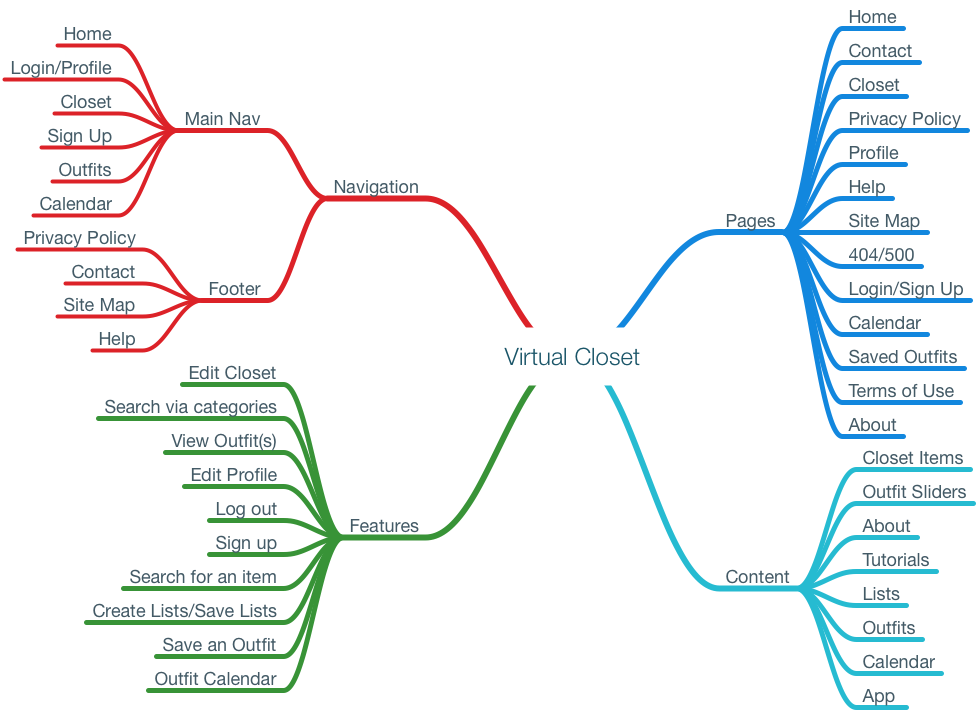 Virtual Closet
Navigation
Main Nav
Home
Login/Profile
Closet
Sign Up
Outfits
Calendar
Footer
Privacy Policy
Contact
Site Map
Help
Features
Edit Closet
Search via categories
View Outfit(s)
Edit Profile
Log out
Sign up
Search for an item
Create Lists/Save Lists
Save an Outfit
Outfit Calendar
Pages
Home
Contact
Closet
Privacy Policy
Profile
Help
Site Map
404/500
Login/Sign Up
Calendar
Saved Outfits
Terms of Use
About
Content
Closet Items
Outfit Sliders
About
Tutorials
Lists
Outfits
Calendar
App